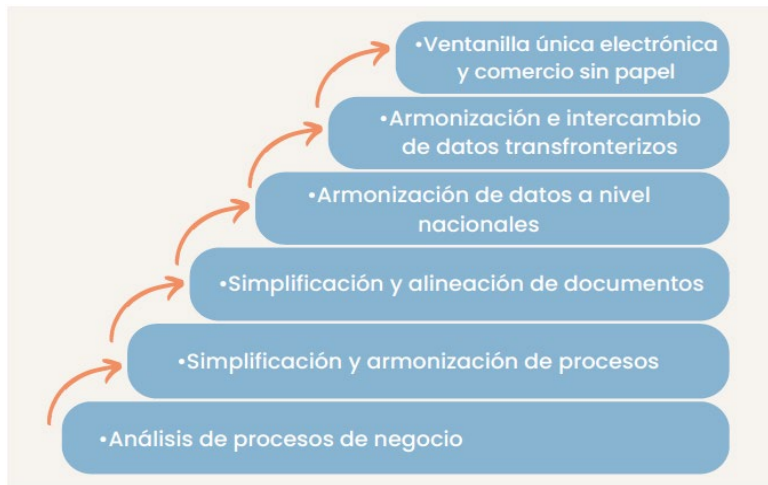 •Ventanilla única electrónica
y comercio sin papel
•Armonización e intercambio
de datos transfronterizos
•Armonización de datos a nivel
nacionales
•Simplificación y alineación de documentos
•Simplificación y armonización de procesos
•Análisis de procesos de negocio